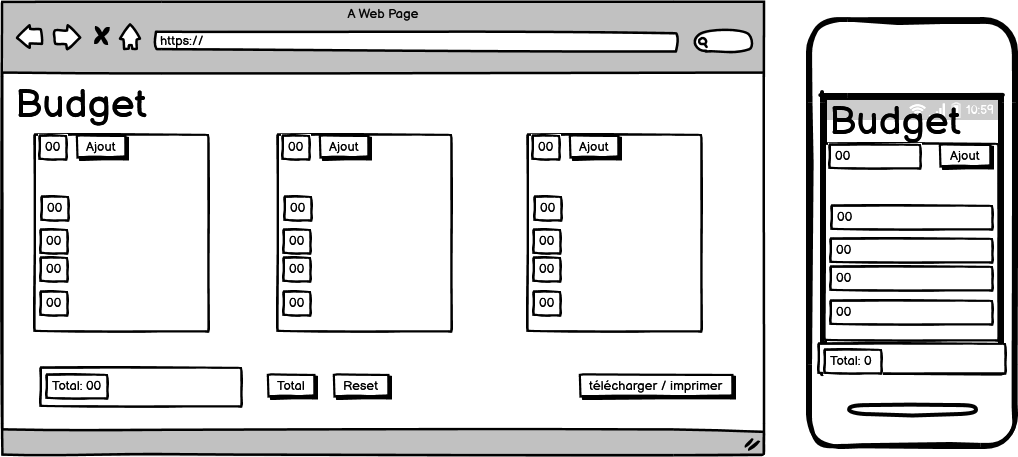 A Web Page
https://
Budget
00 Ajout 00 Ajout 00 Ajout
00 00 00
00 00 00
00 00 00
00 00 00
Total: 00 Total Reset télécharger / imprimer
10:59
Budget
00 Ajout
00
00
00
00
Total: 0